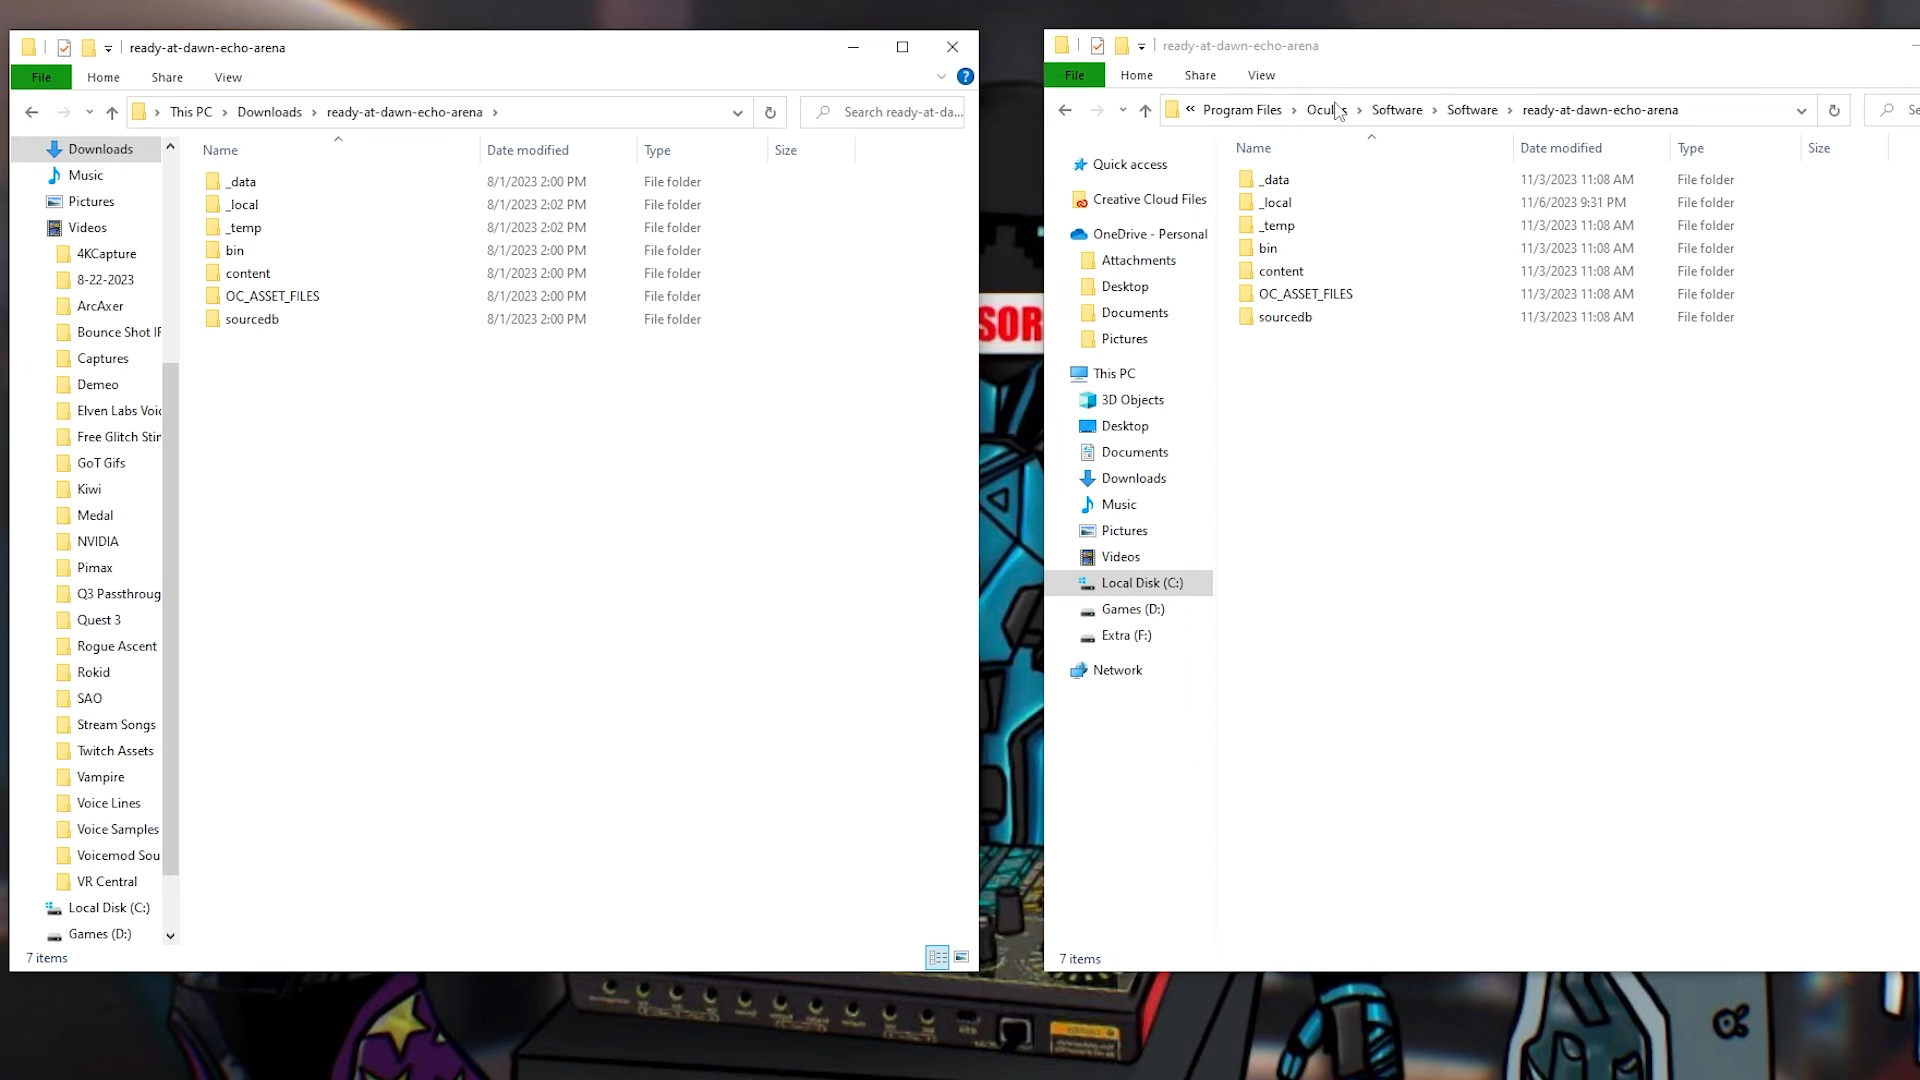 ready-at-dawn-echo-arena
File Home Share View
This PC Downloads ready-at-dawn-echo-arena Search ready-at-da...
Name Date modified Type Size
_data 8/1/2023 2:00 PM File folder
_local 8/1/2023 2:02 PM File folder
_temp 8/1/2023 2:02 PM File folder
bin 8/1/2023 2:00 PM File folder
content 8/1/2023 2:00 PM File folder
OC_ASSET_FILES 8/1/2023 2:00 PM File folder
sourcedb 8/1/2023 2:00 PM File folder
Downloads
Music
Pictures
Videos
4KCapture
8-22-2023
ArcAxer
Bounce Shot IF
Captures
Demeo
Elven Labs Voic
Free Glitch Stin
GoT Gifs
Kiwi
Medal
NVIDIA
Pimax
Q3 Passthroug
Quest 3
Rogue Ascent
Rokid
SAO
Stream Songs
Twitch Assets
Vampire
Voice Lines
Voice Samples
Voicemod Sou
VR Central
Local Disk (C:)
Games (D:)
7 items
SOR
ready-at-dawn-echo-arena
File Home Share View
« Program Files Oculus Software Software ready-at-dawn-echo-arena Se
Name Date modified Type Size
_data 11/3/2023 11:08 AM File folder
_local 11/6/2023 9:31 PM File folder
_temp 11/3/2023 11:08 AM File folder
bin 11/3/2023 11:08 AM File folder
content 11/3/2023 11:08 AM File folder
OC_ASSET_FILES 11/3/2023 11:08 AM File folder
sourcedb 11/3/2023 11:08 AM File folder
Quick access
Creative Cloud Files
OneDrive - Personal
Attachments
Desktop
Documents
Pictures
This PC
3D Objects
Desktop
Documents
Downloads
Music
Pictures
Videos
Local Disk (C:)
Games (D:)
Extra (F:)
Network
7 items